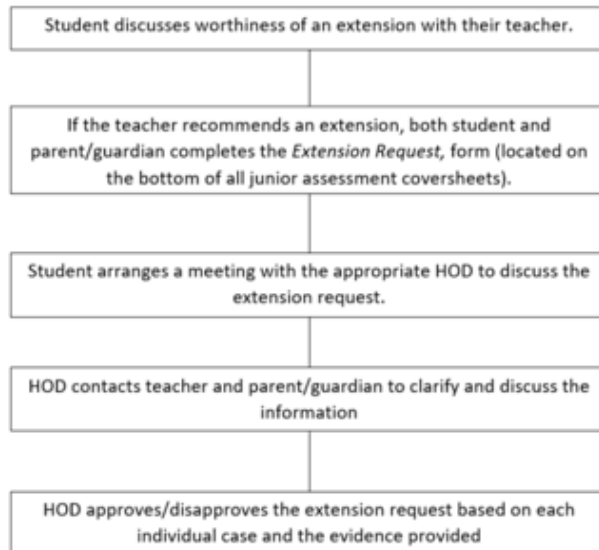 Student discusses worthiness of an extension with their teacher.
If the teacher recommends an extension, both student and
parent/guardian completes the Extension Request, form (located on
the bottom of all junior assessment coversheets).
Student arranges a meeting with the appropriate HOD to discuss the
extension request.
HOD contacts teacher and parent/guardian to clarify and discuss the
information
HOD approves/disapproves the extension request based on each
individual case and the evidence provided